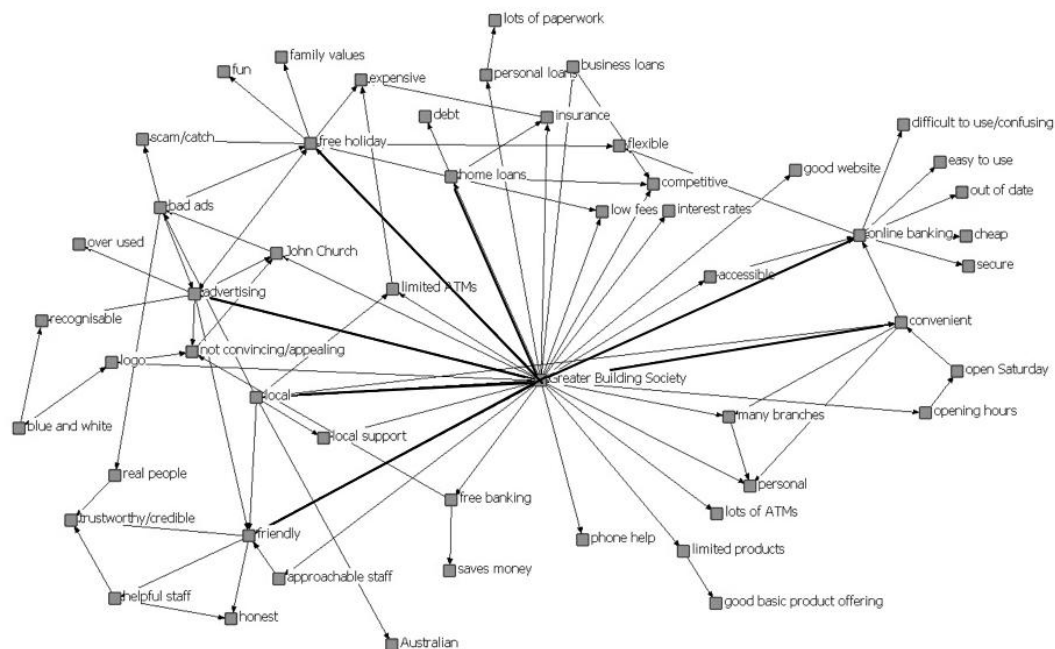 lots of paperwork
family values
business loans
fun
expensive
personal loans
debt
insurance
difficult to use/confusing
scam/catch
free holiday
flexible
easy to use
good website
home loans
competitive
out of date
bad ads
low fees
interest rates
online banking
cheap
over used
John Church
secure
accessible
advertising
limited ATMs
recognisable
convenient
not convincing/appealing
logo
Greater Building Society
open Saturday
local
blue and white
many branches
opening hours
local support
real people
personal
free banking
trustworthy/credible
lots of ATMs
friendly
phone help
limited products
approachable staff
saves money
helpful staff
good basic product offering
honest
Australian